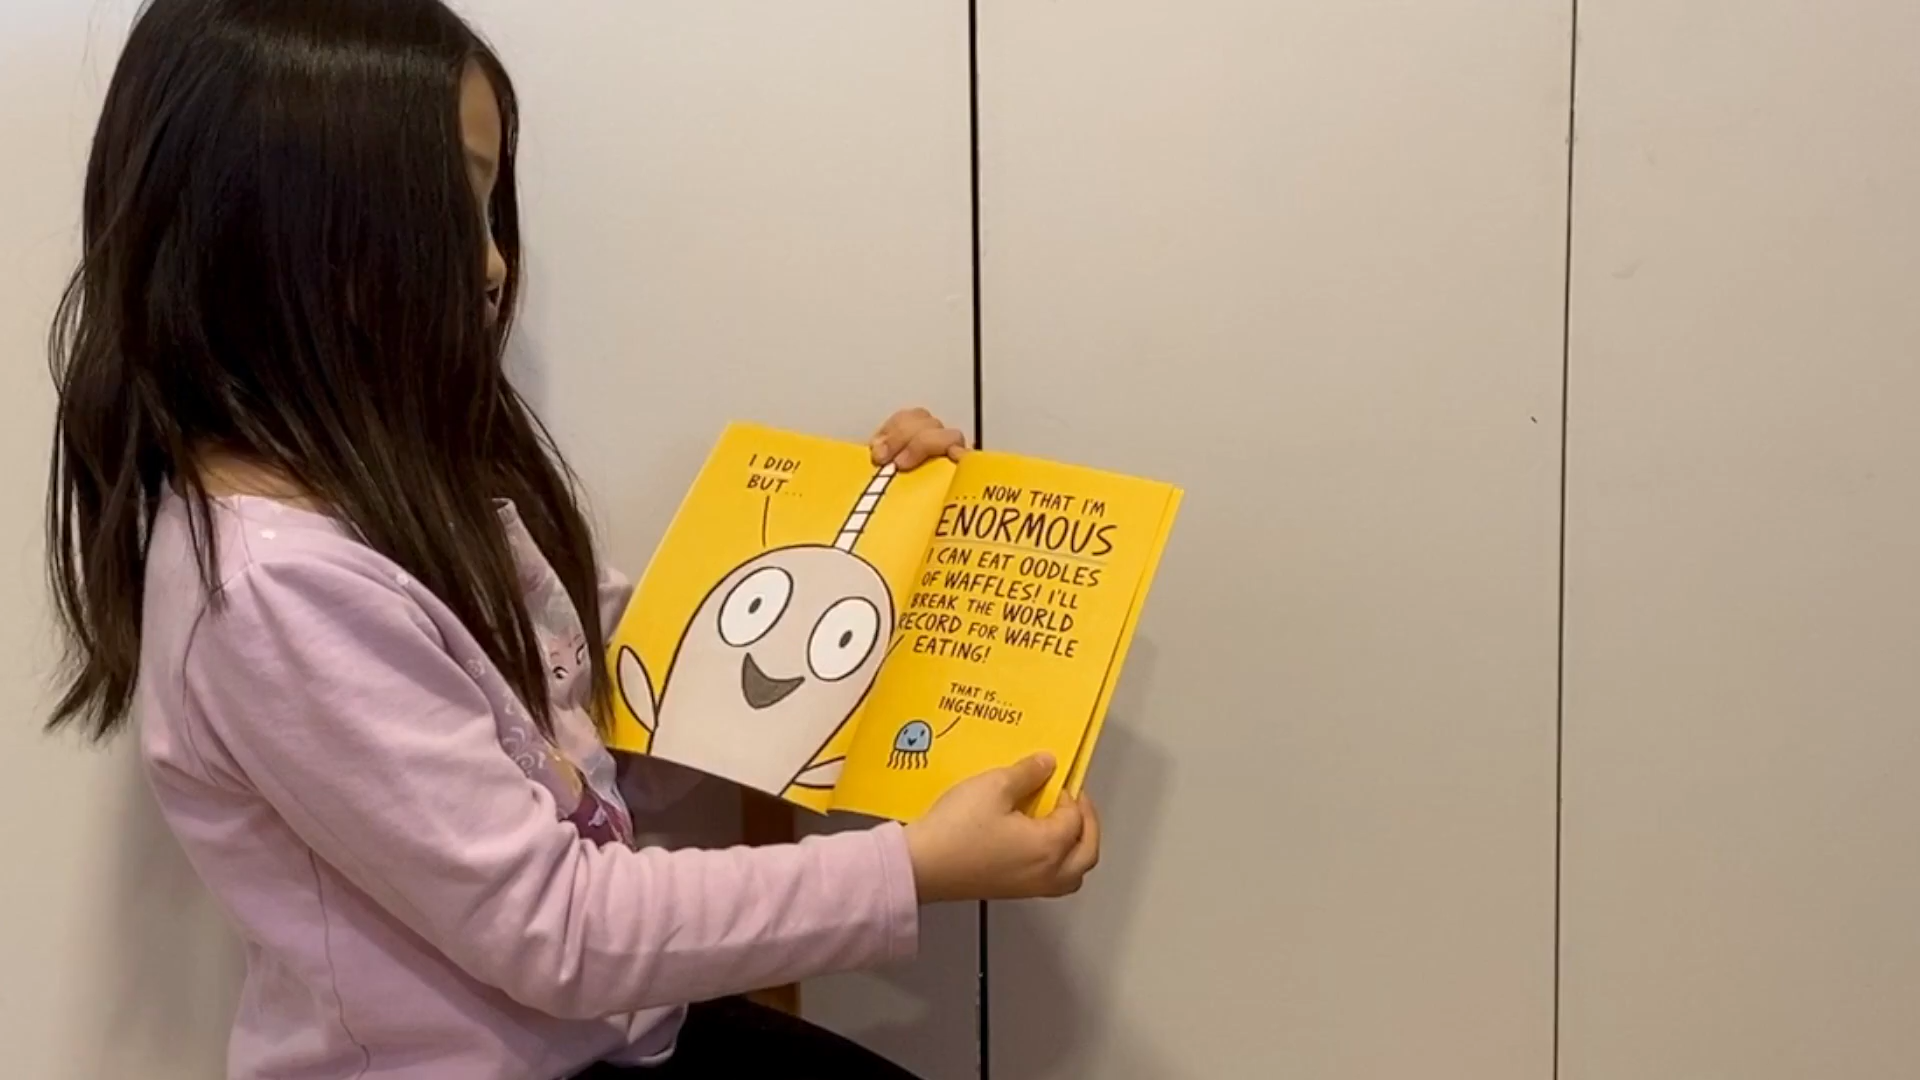 I DID!
BUT...
...NOW THAT I'M
ENORMOUS
I CAN EAT OODLES
OF WAFFLES! I'LL
BREAK THE WORLD
RECORD FOR WAFFLE
EATING!
THAT IS...
INGENIOUS!